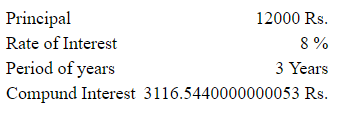 Principal 12000 Rs.
Rate of Interest 8 %
Period of years 3 Years
Compund Interest 3116.5440000000053 Rs.